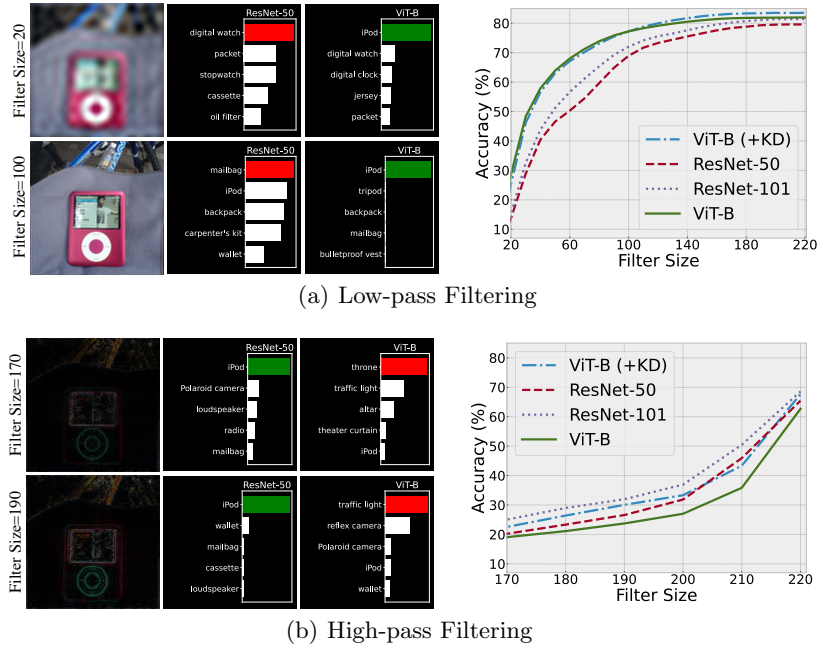 Filter Size=20
ResNet-50
digital watch
packet
stopwatch
cassette
oil filter
ViT-B
iPod
digital watch
digital clock
jersey
packet
Filter Size=100
ResNet-50
mailbag
iPod
backpack
carpenter's kit
wallet
ViT-B
iPod
tripod
backpack
mailbag
bulletproof vest
Accuracy (%)
80
70
60
50
40
30
20
10
ViT-B (+KD)
ResNet-50
ResNet-101
ViT-B
20 60 100 140 180 220
Filter Size
(a) Low-pass Filtering
Filter Size=170
ResNet-50
iPod
Polaroid camera
loudspeaker
radio
mailbag
ViT-B
throne
traffic light
altar
theater curtain
iPod
Filter Size=190
ResNet-50
iPod
wallet
mailbag
cassette
loudspeaker
ViT-B
traffic light
reflex camera
Polaroid camera
iPod
wallet
Accuracy (%)
80
70
60
50
40
30
20
10
ViT-B (+KD)
ResNet-50
ResNet-101
ViT-B
170 180 190 200 210 220
Filter Size
(b) High-pass Filtering